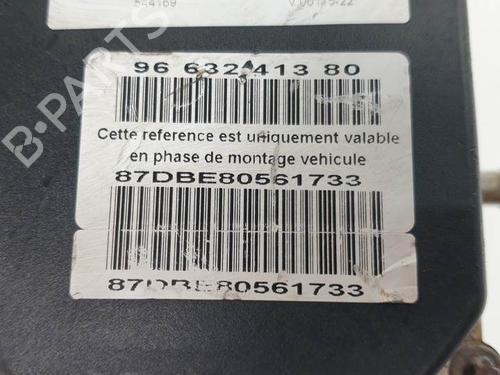 96 632 413 80
Cette reference est uniquement valable
en phase de montage vehicule
87DBE80561733
87DBE80561733
B-PARTS